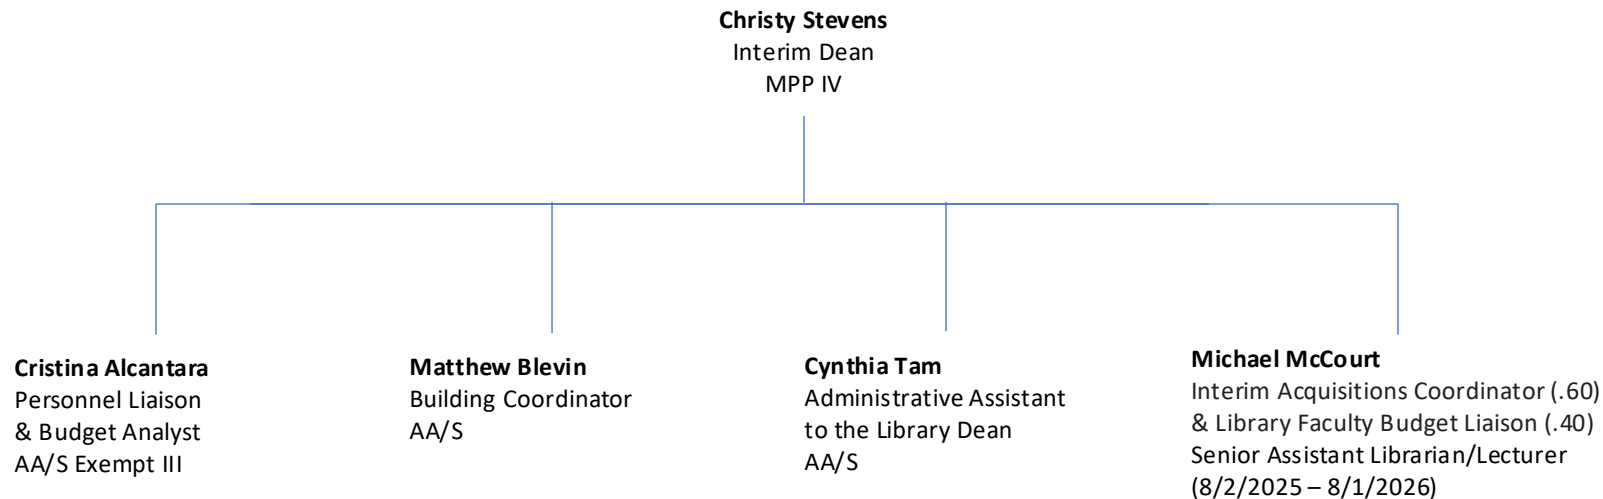 Christy Stevens
Interim Dean
MPP IV
Cristina Alcantara
Personnel Liaison
& Budget Analyst
AA/S Exempt III
Matthew Blevin
Building Coordinator
AA/S
Cynthia Tam
Administrative Assistant
to the Library Dean
AA/S
Michael McCourt
Interim Acquisitions Coordinator (.60)
& Library Faculty Budget Liaison (.40)
Senior Assistant Librarian/Lecturer
(8/2/2025 – 8/1/2026)